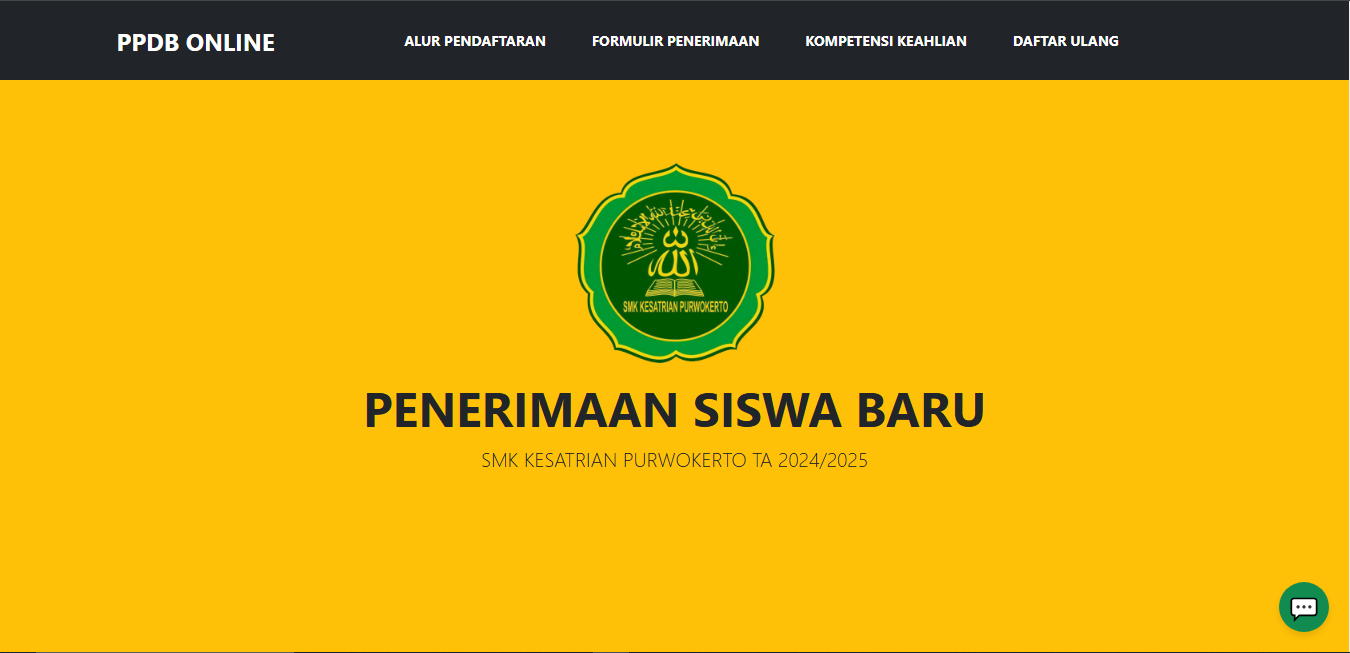 PPDB ONLINE
ALUR PENDAFTARAN
FORMULIR PENERIMAAN
KOMPETENSI KEAHLIAN
DAFTAR ULANG
الله
SMK KESATRIAN PURWOKERTO
PENERIMAAN SISWA BARU
SMK KESATRIAN PURWOKERTO TA 2024/2025